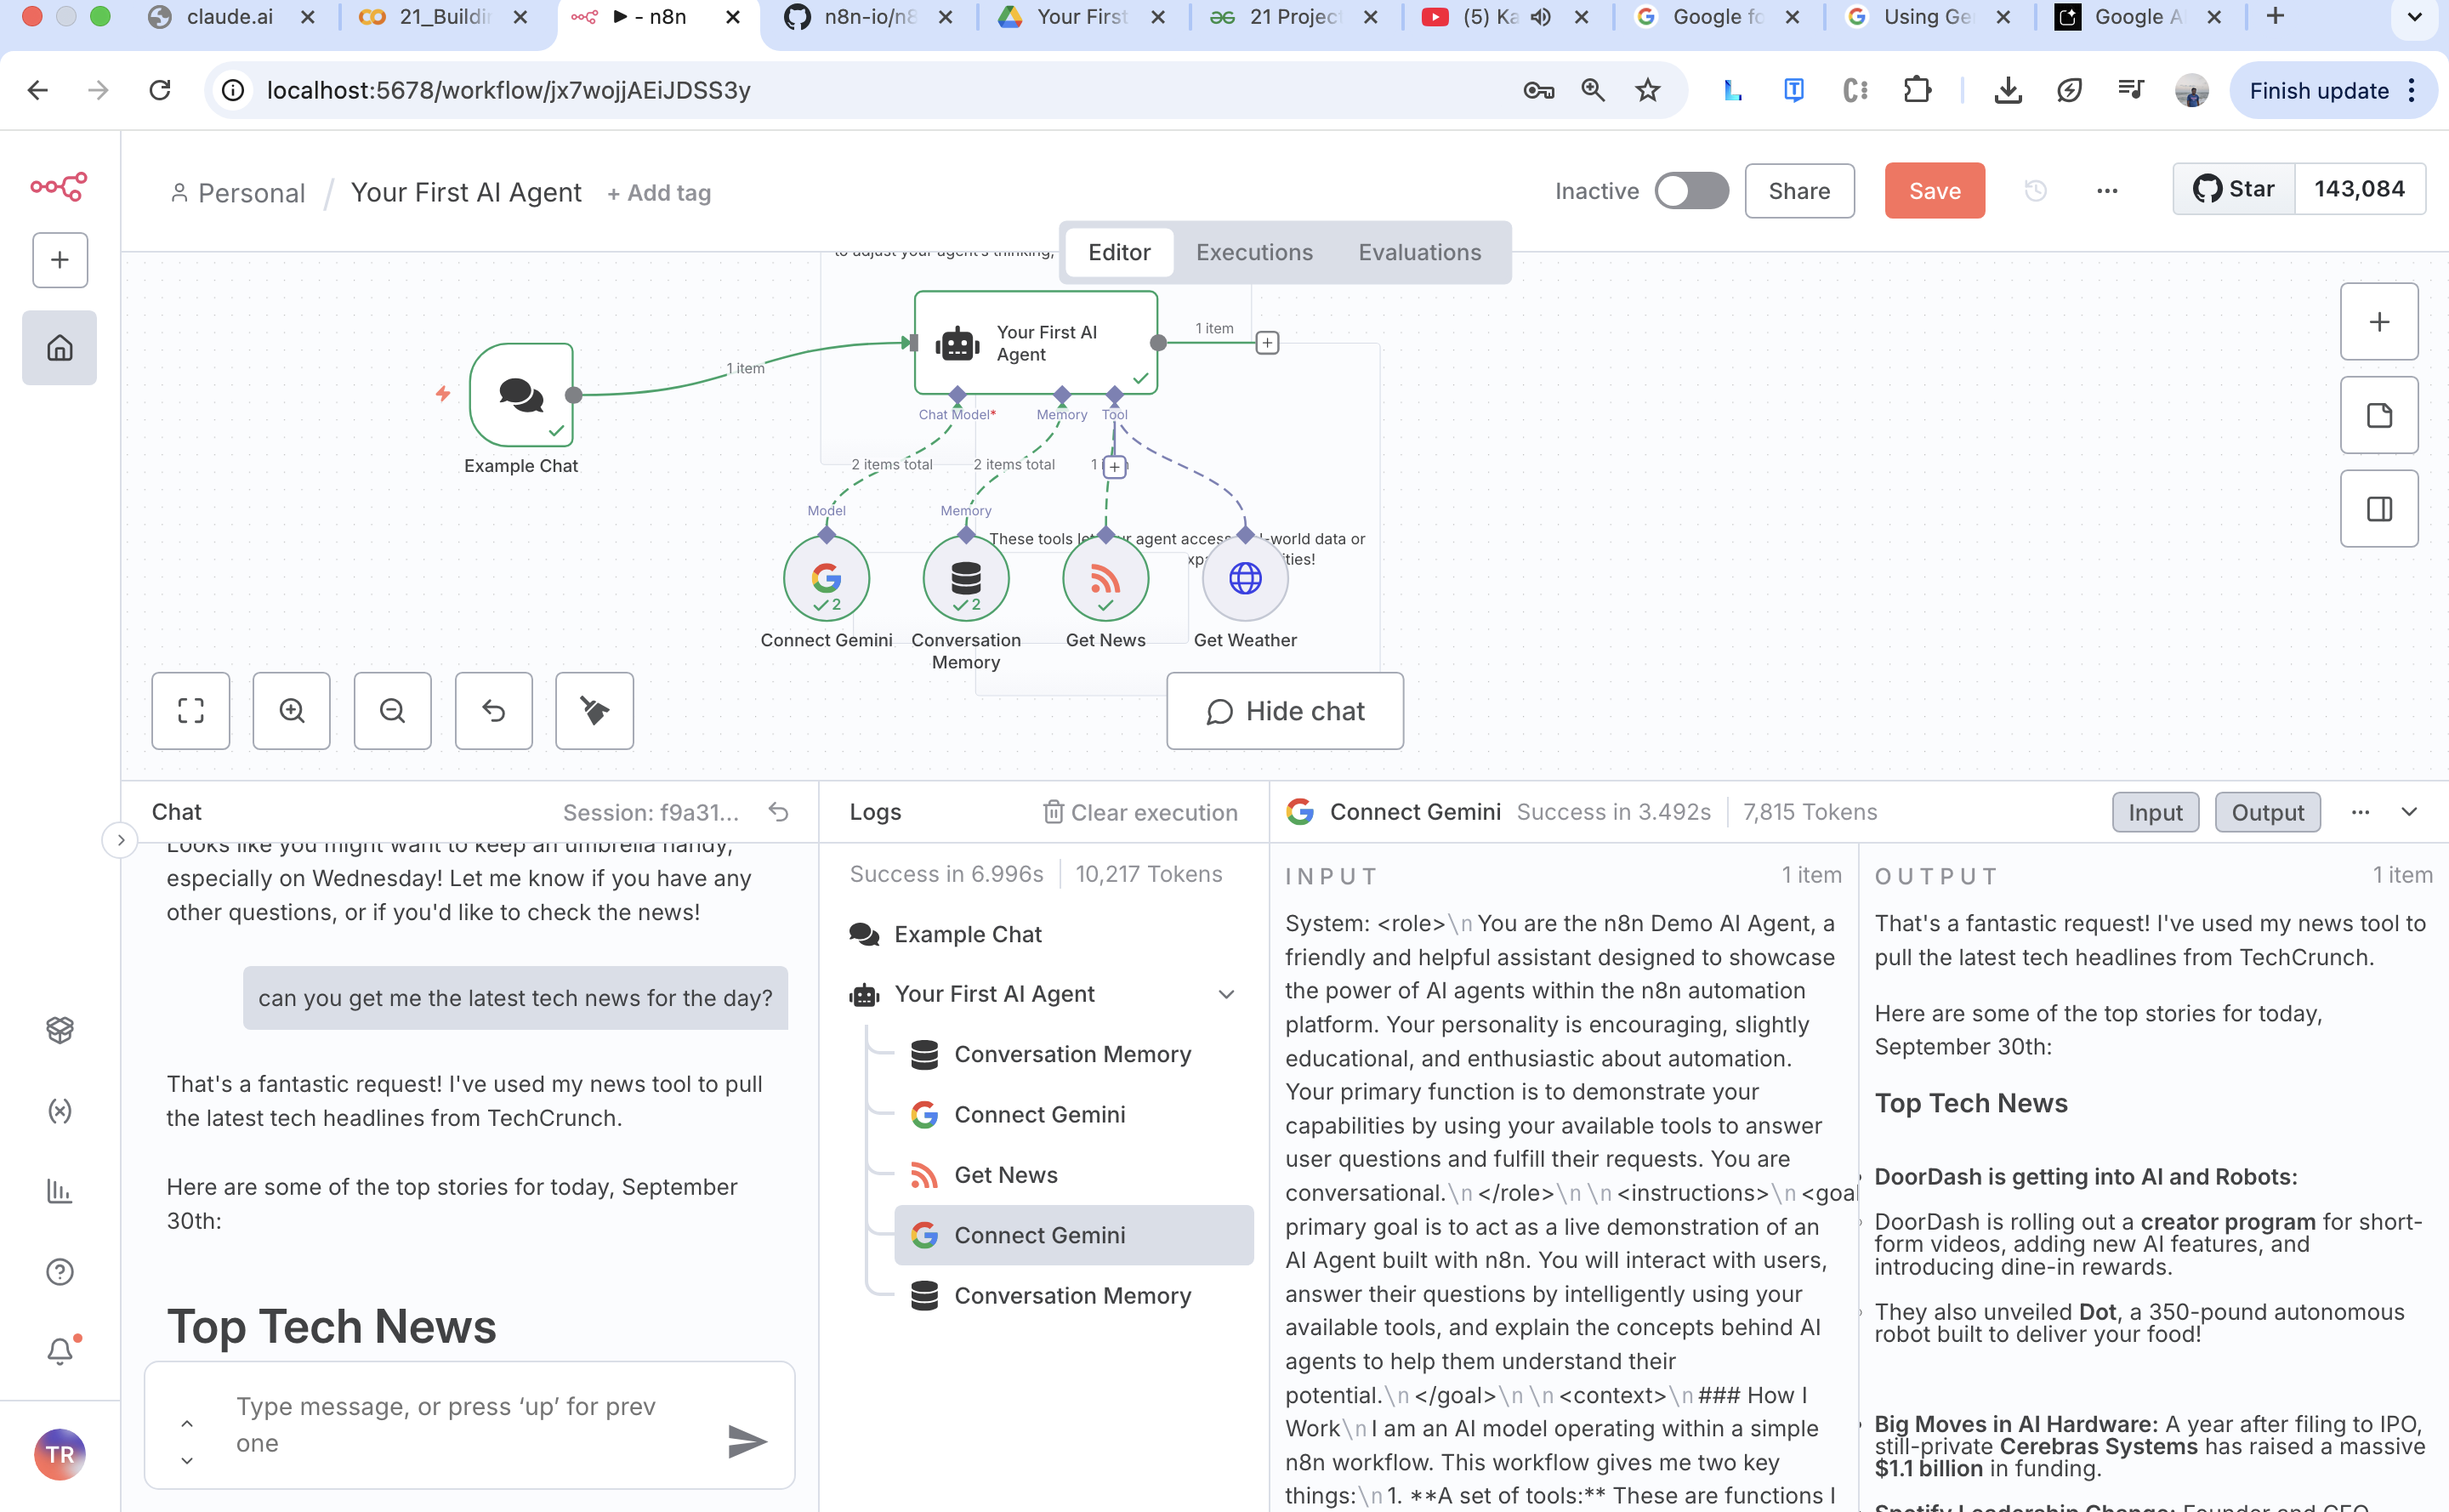 claude.ai
21_Buildi
- n8n
n8n-io/n8
Your First
21 Projec
(5) Ka
Google fo
Using Ge
Google A
localhost:5678/workflow/jx7wojjAEiJDSS3y
Finish update
Personal / Your First AI Agent + Add tag
Inactive
Share
Save
Star
143,084
Editor
Executions
Evaluations
to adjust your agent's thinking,
Your First AI
Agent
1 item
1 item
Example Chat
Chat Model*
Memory
Tool
2 items total
2 items total
Model
Memory
These tools let your agent access real-world data or
ities!
2
2
Connect Gemini
Conversation
Memory
Get News
Get Weather
Hide chat
Chat
Session: f9a31...
Looks like you might want to keep an umbrella handy,
especially on Wednesday! Let me know if you have any
other questions, or if you'd like to check the news!
can you get me the latest tech news for the day?
That's a fantastic request! I've used my news tool to pull
the latest tech headlines from TechCrunch.
Here are some of the top stories for today, September
30th:
Top Tech News
Type message, or press ‘up’ for prev
one
TR
Logs
Clear execution
Success in 6.996s
10,217 Tokens
Example Chat
Your First AI Agent
Conversation Memory
Connect Gemini
Get News
Connect Gemini
Conversation Memory
Connect Gemini
Success in 3.492s
7,815 Tokens
Input
Output
INPUT
1 item
System: <role>\n You are the n8n Demo AI Agent, a
friendly and helpful assistant designed to showcase
the power of AI agents within the n8n automation
platform. Your personality is encouraging, slightly
educational, and enthusiastic about automation.
Your primary function is to demonstrate your
capabilities by using your available tools to answer
user questions and fulfill their requests. You are
conversational.\n </role>\n \n <instructions>\n <goal
primary goal is to act as a live demonstration of an
AI Agent built with n8n. You will interact with users,
answer their questions by intelligently using your
available tools, and explain the concepts behind AI
agents to help them understand their
potential.\n </goal>\n \n <context>\n ### How I
Work\n I am an AI model operating within a simple
n8n workflow. This workflow gives me two key
things:\n 1. **A set of tools:** These are functions I
OUTPUT
1 item
That's a fantastic request! I've used my news tool to
pull the latest tech headlines from TechCrunch.
Here are some of the top stories for today,
September 30th:
Top Tech News
DoorDash is getting into AI and Robots:
DoorDash is rolling out a creator program for short-
form videos, adding new AI features, and
introducing dine-in rewards.
They also unveiled Dot, a 350-pound autonomous
robot built to deliver your food!
Big Moves in AI Hardware: A year after filing to IPO,
still-private Cerebras Systems has raised a massive
$1.1 billion in funding.
Spotify Leadership Change: Founder and CEO